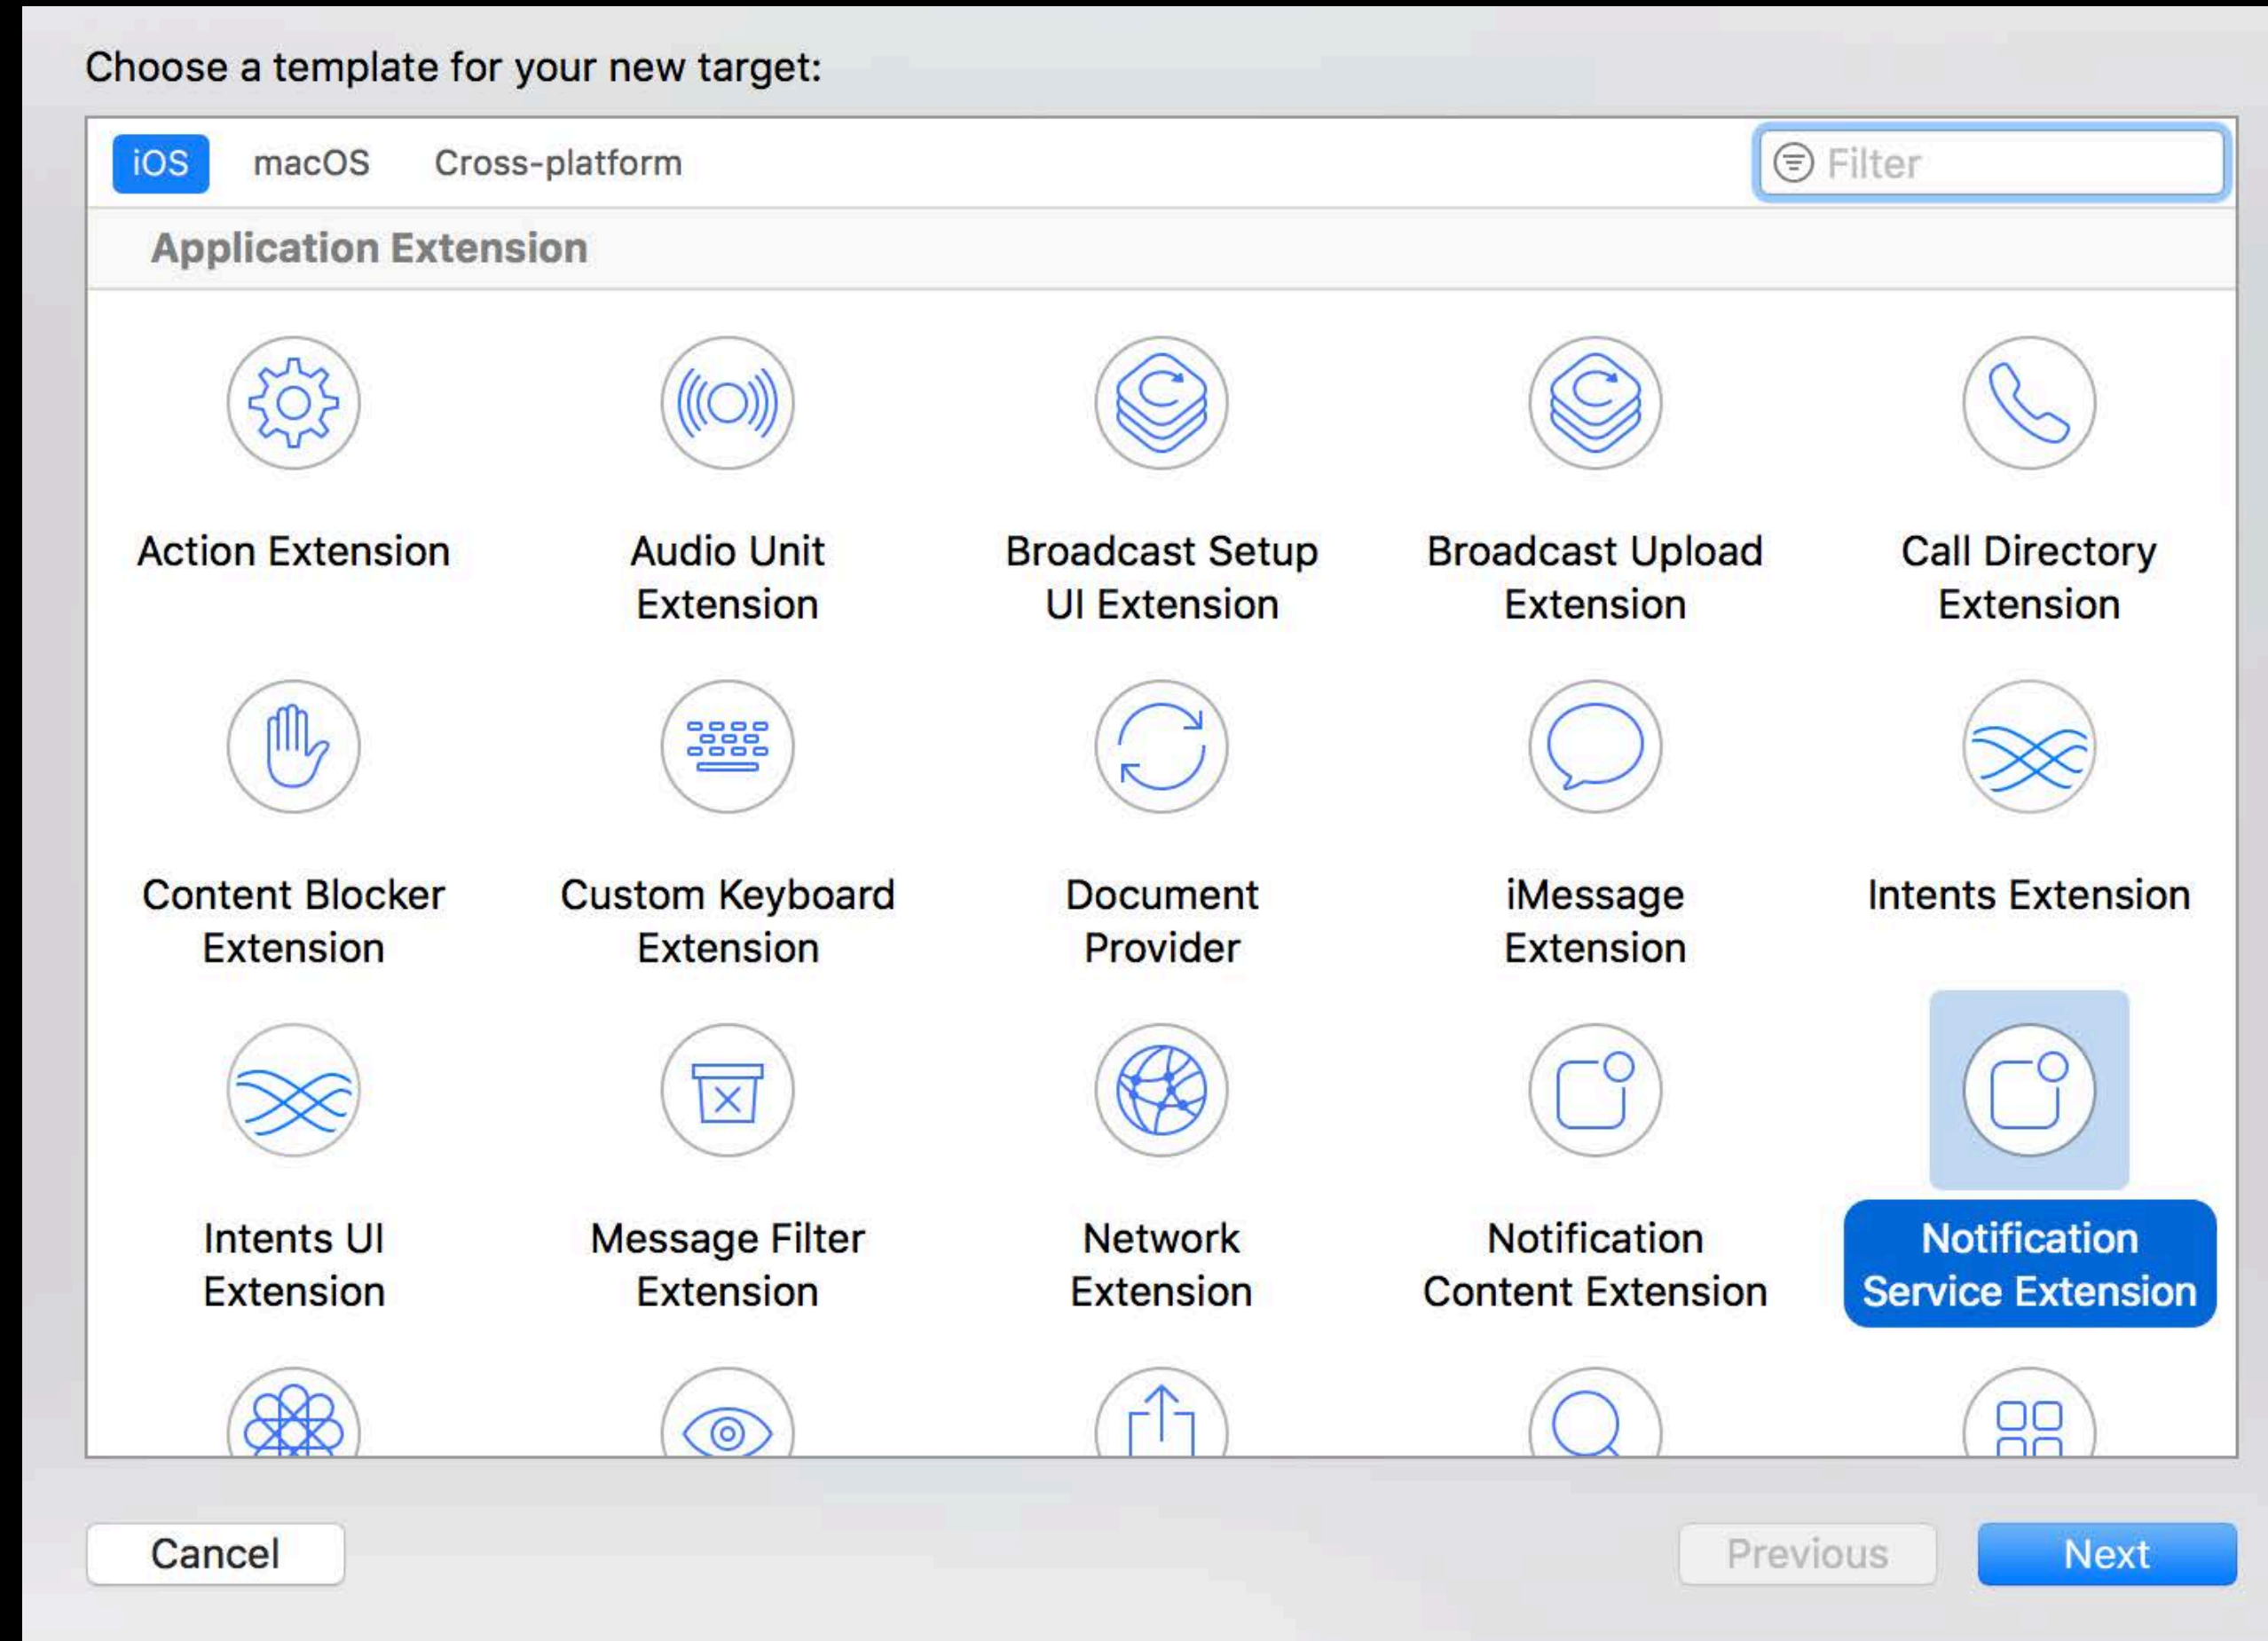 Choose a template for your new target:
iOS macOS Cross-platform Filter
Application Extension
Action Extension
Audio Unit
Extension
Broadcast Setup
UI Extension
Broadcast Upload
Extension
Call Directory
Extension
Content Blocker
Extension
Custom Keyboard
Extension
Document
Provider
iMessage
Extension
Intents Extension
Intents UI
Extension
Message Filter
Extension
Network
Extension
Notification
Content Extension
Notification
Service Extension
Cancel Previous Next